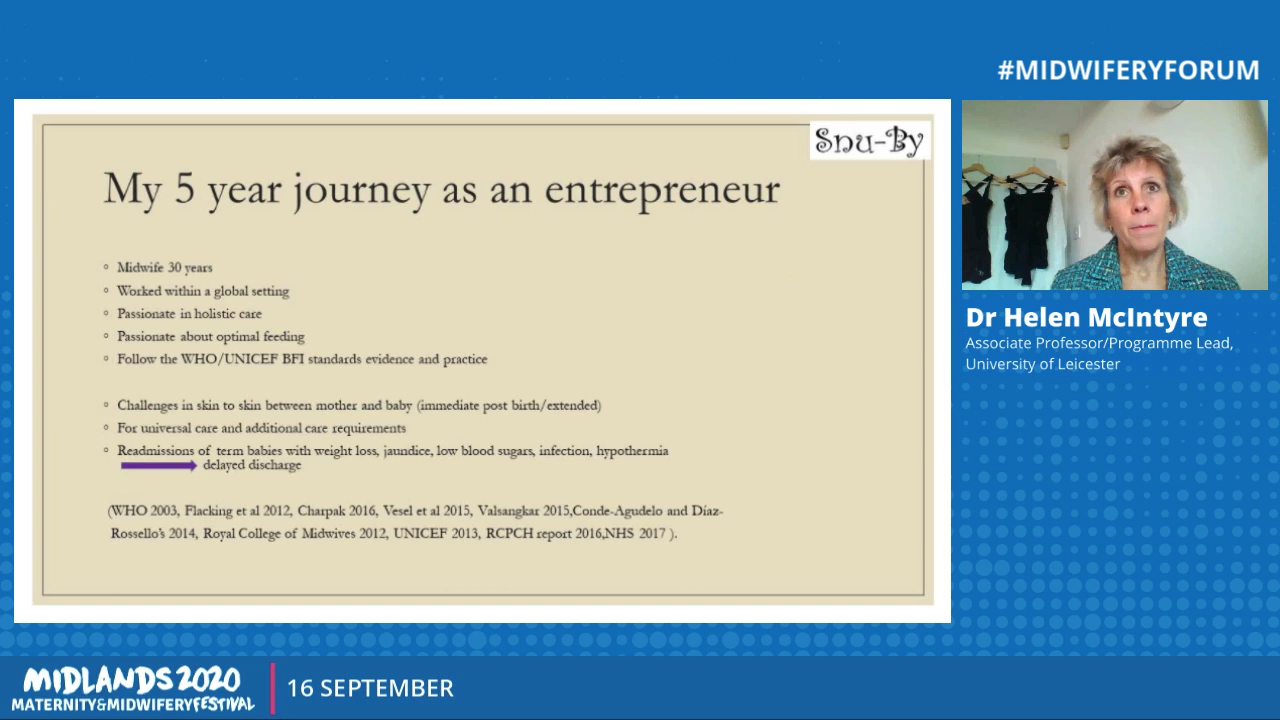 #MIDWIFERYFORUM
Snu-By
My 5 year journey as an entrepreneur
◦ Midwife 30 years
◦ Worked within a global setting
◦ Passionate in holistic care
◦ Passionate about optimal feeding
◦ Follow the WHO/UNICEF BFI standards evidence and practice
◦ Challenges in skin to skin between mother and baby (immediate post birth/extended)
◦ For universal care and additional care requirements
◦ Readmissions of term babies with weight loss, jaundice, low blood sugars, infection, hypothermia
delayed discharge
(WHO 2003, Flacking et al 2012, Charpak 2016, Vesel et al 2015, Valsangkar 2015,Conde-Agudelo and Díaz-
Rossello's 2014, Royal College of Midwives 2012, UNICEF 2013, RCPCH report 2016,NHS 2017 ).
Dr Helen McIntyre
Associate Professor/Programme Lead,
University of Leicester
MIDLANDS 2020
MATERNITY&MIDWIFERYFESTIVAL
16 SEPTEMBER